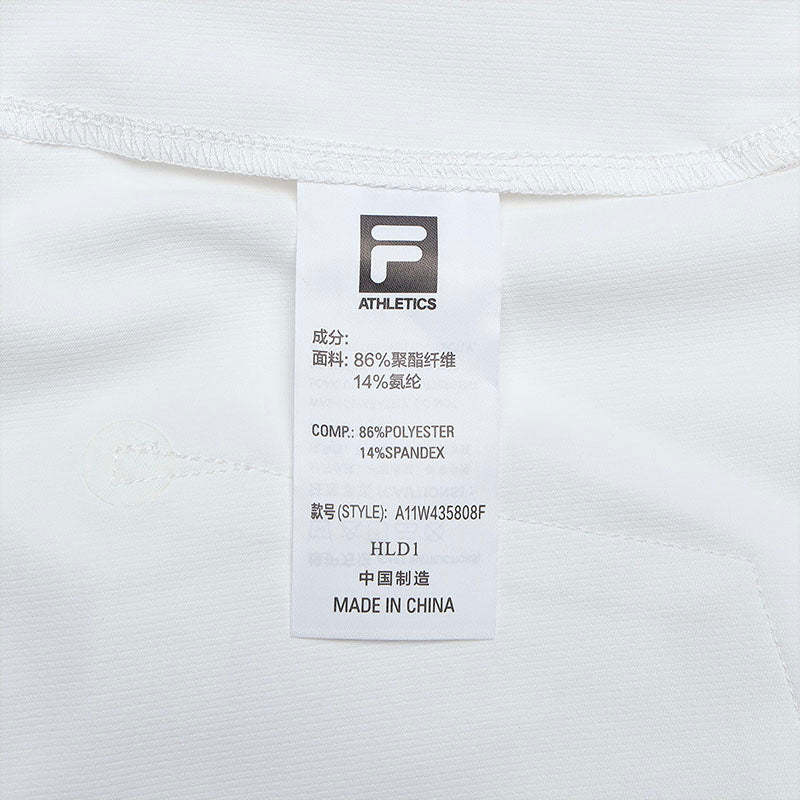 F
ATHLETICS
成分:
面料: 86%聚酯纤维
14%氨纶
COMP.: 86%POLYESTER
14%SPANDEX
款号(STYLE): A11W435808F
HLD1
中国制造
MADE IN CHINA